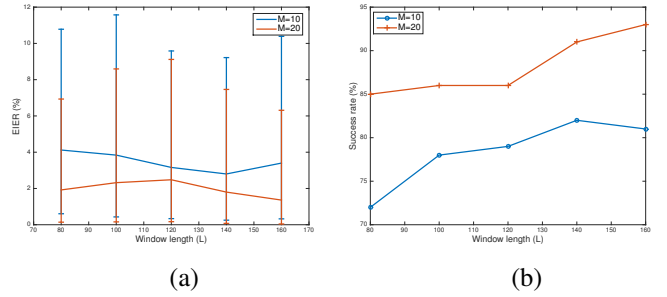 12
10
8
6
4
2
0
EIER (%)
70 80 90 100 110 120 130 140 150 160 170
Window length (L)
M=10
M=20
(a)
95
90
85
80
75
70
Success rate (%)
80 90 100 110 120 130 140 150 160
Window length (L)
M=10
M=20
(b)